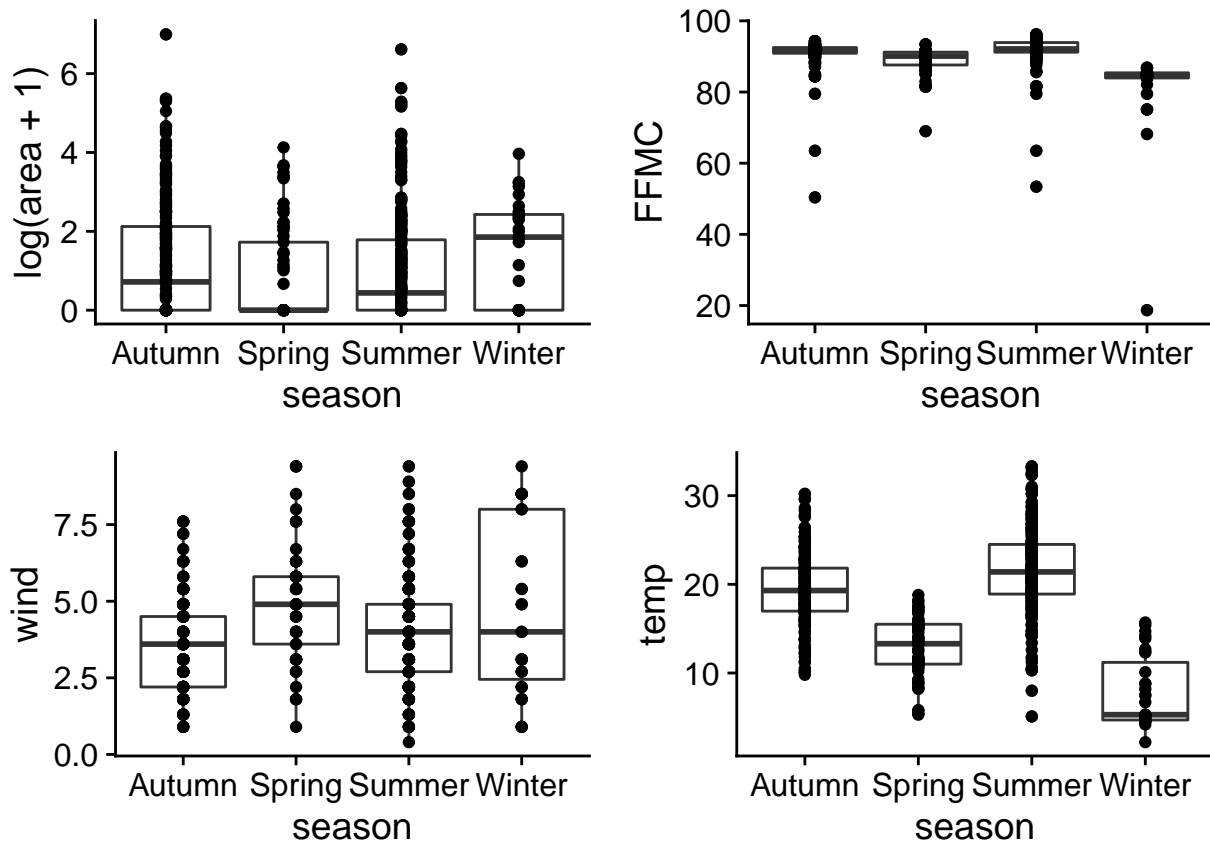 log(area + 1)
6
4
2
0
Autumn Spring Summer Winter
season
FFMC
100
80
60
40
20
Autumn Spring Summer Winter
season
wind
7.5
5.0
2.5
0.0
Autumn Spring Summer Winter
season
temp
30
20
10
Autumn Spring Summer Winter
season